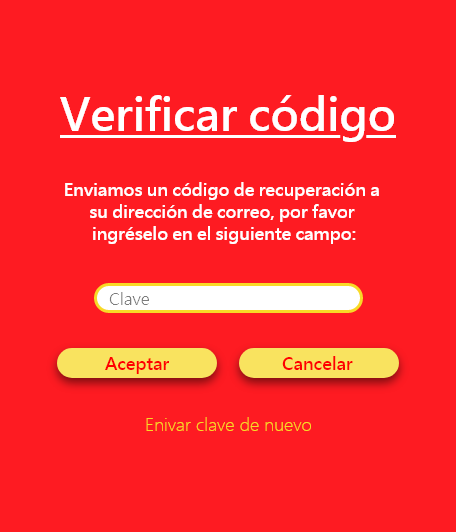 Verificar código
Enviamos un código de recuperación a
su dirección de correo, por favor
ingréselo en el siguiente campo:
Clave
Aceptar
Cancelar
Enivar clave de nuevo